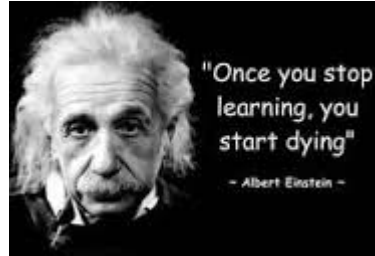 "Once you stop
learning, you
start dying"
~ Albert Einstein ~